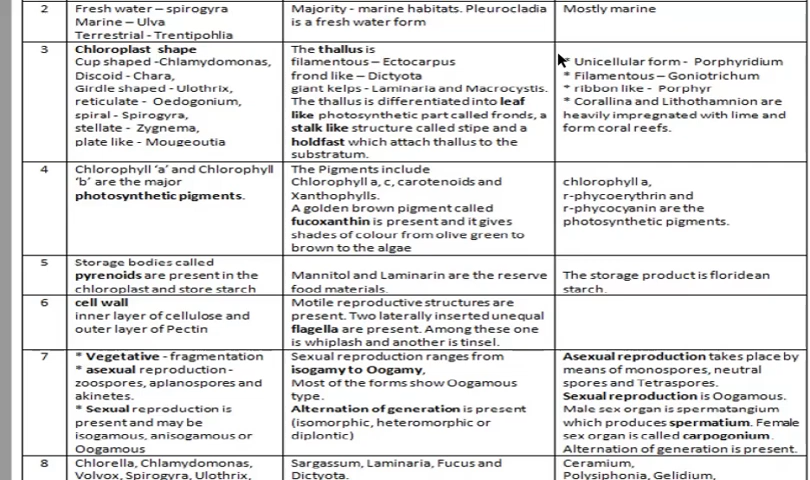 2
Fresh water – spirogyra
Marine – Ulva
Terrestrial - Trentipohlia
Majority - marine habitats. Pleurocladia
is a fresh water form
Mostly marine
3
Chloroplast shape
Cup shaped -Chlamydomonas,
Discoid - Chara,
Girdle shaped - Ulothrix,
reticulate - Oedogonium,
spiral - Spirogyra,
stellate - Zygnema,
plate like - Mougeoutia
The thallus is
filamentous – Ectocarpus
frond like – Dictyota
giant kelps - Laminaria and Macrocystis.
The thallus is differentiated into leaf
like photosynthetic part called fronds, a
stalk like structure called stipe and a
holdfast which attach thallus to the
substratum.
* Unicellular form - Porphyridium
* Filamentous – Goniotrichum
* ribbon like - Porphyr
* Corallina and Lithothamnion are
heavily impregnated with lime and
form coral reefs.
4
Chlorophyll ‘a’ and Chlorophyll
‘b’ are the major
photosynthetic pigments.
The Pigments include
Chlorophyll a, c, carotenoids and
Xanthophylls.
A golden brown pigment called
fucoxanthin is present and it gives
shades of colour from olive green to
brown to the algae
chlorophyll a,
r-phycoerythrin and
r-phycocyanin are the
photosynthetic pigments.
5
Storage bodies called
pyrenoids are present in the
chloroplast and store starch
Mannitol and Laminarin are the reserve
food materials.
The storage product is floridean
starch.
6
cell wall
inner layer of cellulose and
outer layer of Pectin
Motile reproductive structures are
present. Two laterally inserted unequal
flagella are present. Among these one
is whiplash and another is tinsel.
7
* Vegetative - fragmentation
* asexual reproduction -
zoospores, aplanospores and
akinetes.
* Sexual reproduction is
present and may be
isogamous, anisogamous or
Oogamous
Sexual reproduction ranges from
isogamy to Oogamy,
Most of the forms show Oogamous
type.
Alternation of generation is present
(isomorphic, heteromorphic or
diplontic)
Asexual reproduction takes place by
means of monospores, neutral
spores and Tetraspores.
Sexual reproduction is Oogamous.
Male sex organ is spermatangium
which produces spermatium. Female
sex organ is called carpogonium.
Alternation of generation is present.
8
Chlorella, Chlamydomonas,
Volvox, Spirogyra, Ulothrix,
Sargassum, Laminaria, Fucus and
Dictyota.
Ceramium,
Polysiphonia, Gelidium,